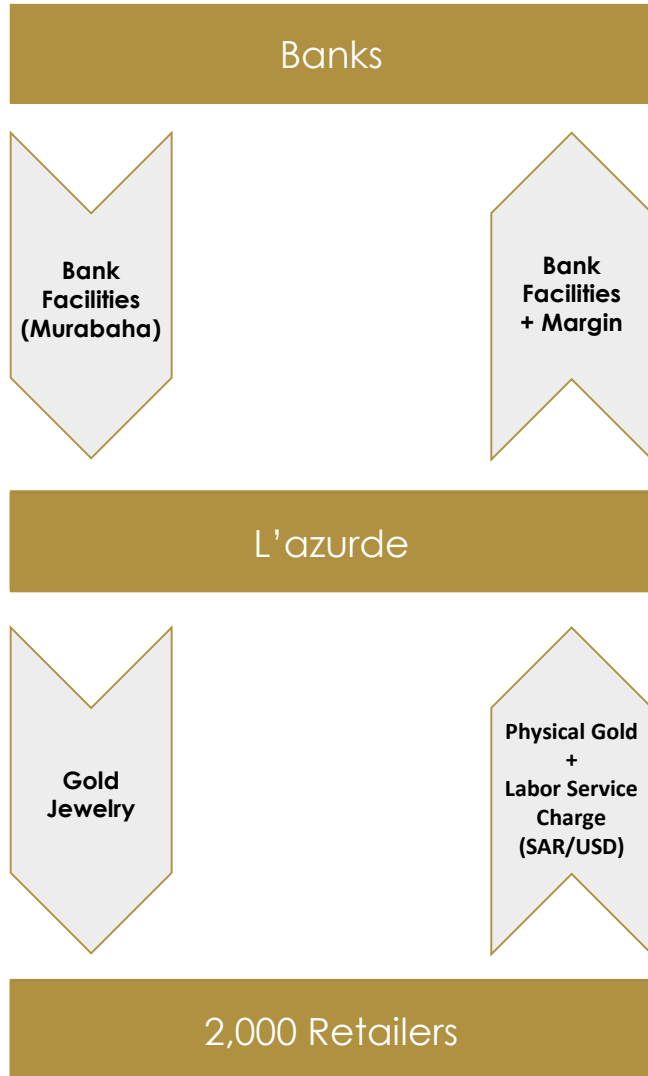 Banks
Bank
Facilities
(Murabaha)
Bank
Facilities
+ Margin
L’azurde
Gold
Jewelry
Physical Gold
+
Labor Service
Charge
(SAR/USD)
2,000 Retailers